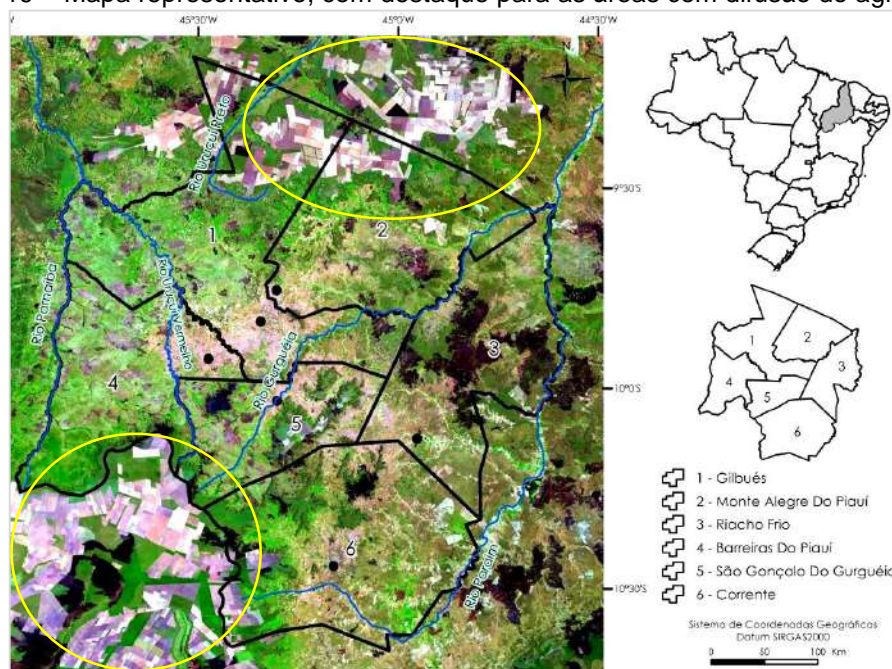 Mapa representativo, com destaque para as áreas com difusão do
45°30'W
45°0'W
44°30'W
Rio Uruçuí Preto
9°30'S
1
2
Rio Parnaíba
Rio Uruçuí Vermelho
Rio Gurguéia
3
4
10°0'S
5
6
Rio Paraim
10°30'S
1
2
3
4
5
6
1 - Gilbués
2 - Monte Alegre Do Piauí
3 - Riacho Frio
4 - Barreiras Do Piauí
5 - São Gonçalo Do Gurguéia
6 - Corrente
Sistema de Coordenadas Geográficas
Datum SIRGAS2000
0 50 100 Km